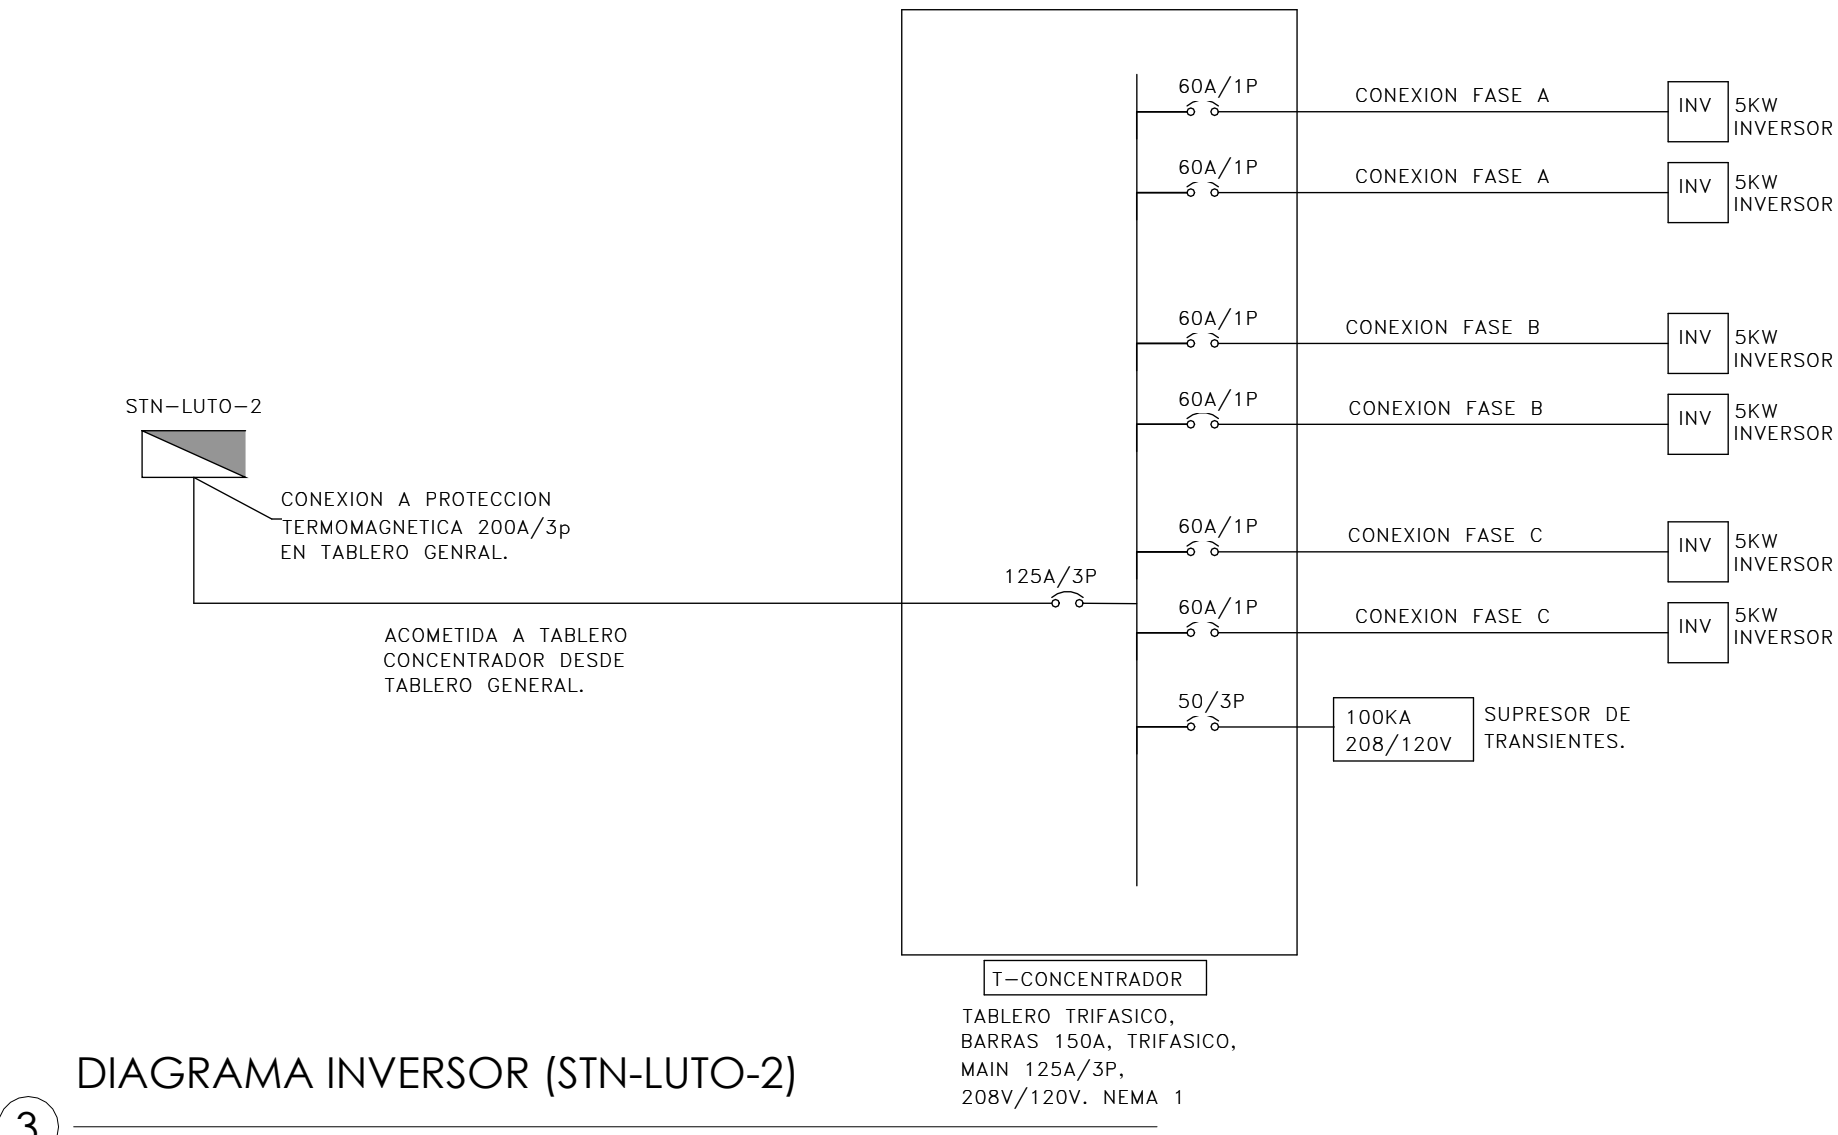 60A/1P
CONEXION FASE A
INV
5KW
INVERSOR
60A/1P
CONEXION FASE A
INV
5KW
INVERSOR
60A/1P
CONEXION FASE B
INV
5KW
INVERSOR
60A/1P
CONEXION FASE B
INV
5KW
INVERSOR
STN-LUTO-2
CONEXION A PROTECCION
TERMOMAGNETICA 200A/3p
EN TABLERO GENRAL.
60A/1P
CONEXION FASE C
INV
5KW
INVERSOR
125A/3P
60A/1P
CONEXION FASE C
INV
5KW
INVERSOR
ACOMETIDA A TABLERO
CONCENTRADOR DESDE
TABLERO GENERAL.
50/3P
100KA
208/120V
SUPRESOR DE
TRANSIENTES.
T-CONCENTRADOR
TABLERO TRIFASICO,
BARRAS 150A, TRIFASICO,
MAIN 125A/3P,
208V/120V. NEMA 1
DIAGRAMA INVERSOR (STN-LUTO-2)
3